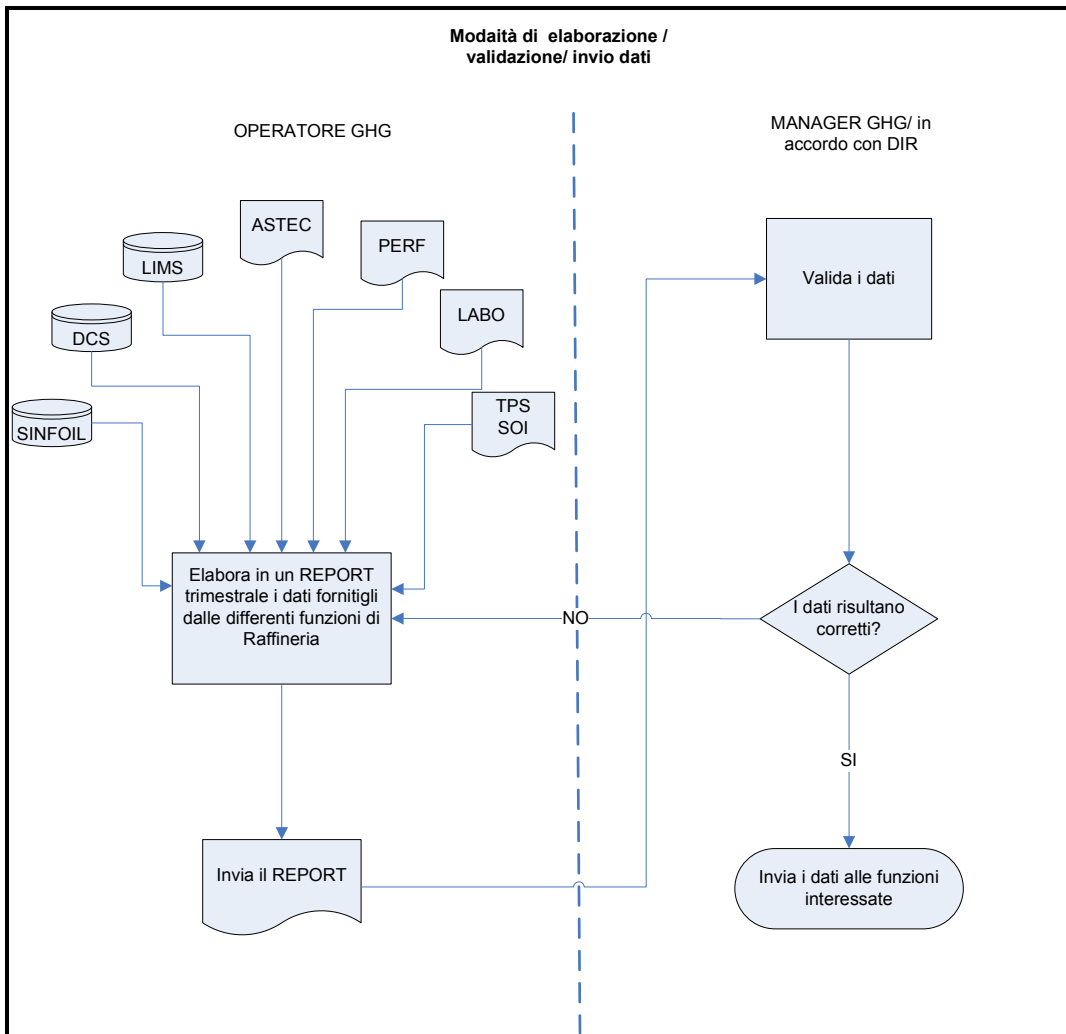 Modaità di elaborazione /
validazione/ invio dati
OPERATORE GHG
MANAGER GHG/ in
accordo con DIR
ASTEC
PERF
LIMS
LABO
DCS
TPS
SOI
SINFOIL
Valida i dati
Elabora in un REPORT
trimestrale i dati fornitigli
dalle differenti funzioni di
Raffineria
NO
I dati risultano
corretti?
SI
Invia il REPORT
Invia i dati alle funzioni
interessate